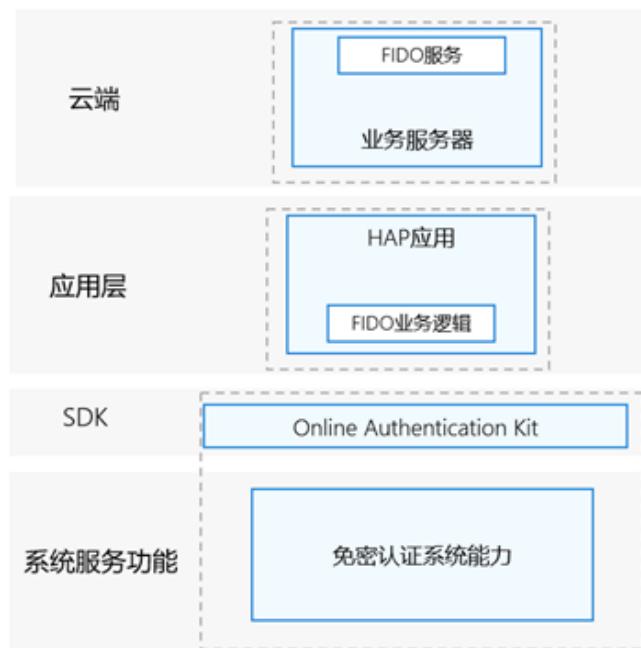 云端
FIDO服务
业务服务器
应用层
HAP应用
FIDO业务逻辑
SDK
Online Authentication Kit
系统服务功能
免密认证系统能力